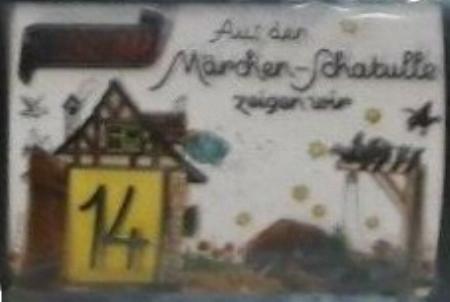 Aus der
Märchen-Schatulle
zeigen wir
14